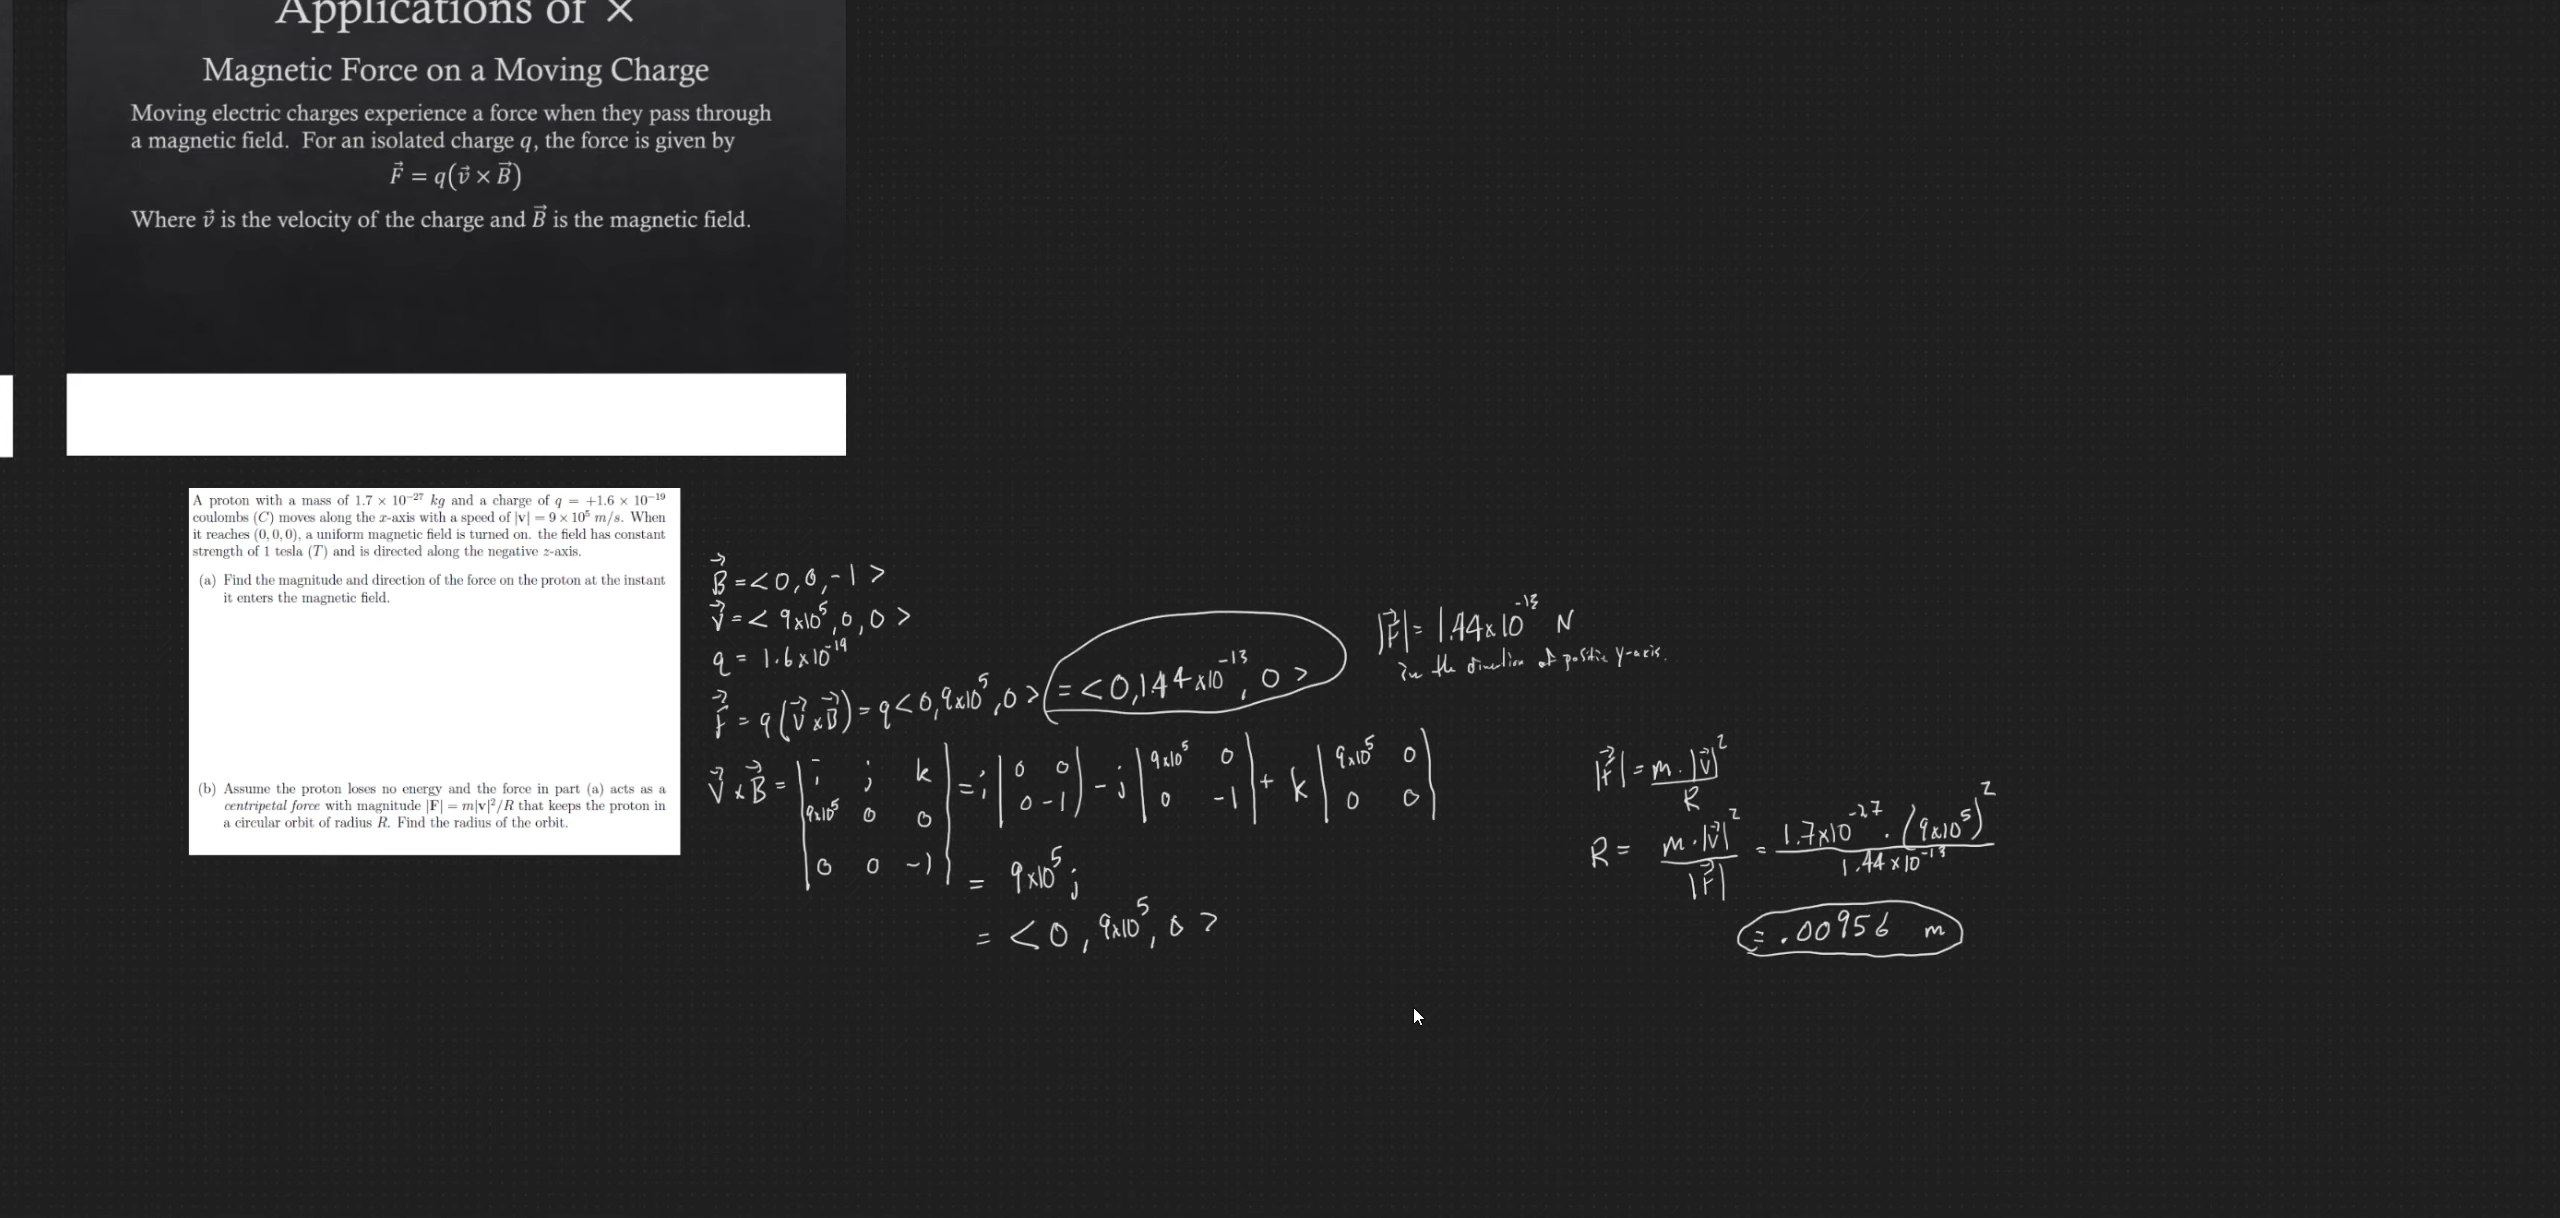 Applications of ×
Magnetic Force on a Moving Charge
Moving electric charges experience a force when they pass through
a magnetic field. For an isolated charge q, the force is given by
F⃗ = q(v⃗ × B⃗)
Where v⃗ is the velocity of the charge and B⃗ is the magnetic field.
A proton with a mass of 1.7 × 10⁻²⁷ kg and a charge of q = +1.6 × 10⁻¹⁹
coulombs (C) moves along the x-axis with a speed of |v| = 9 × 10⁵ m/s. When
it reaches (0, 0, 0), a uniform magnetic field is turned on. the field has constant
strength of 1 tesla (T) and is directed along the negative z-axis.
(a) Find the magnitude and direction of the force on the proton at the instant
it enters the magnetic field.
(b) Assume the proton loses no energy and the force in part (a) acts as a
centripetal force with magnitude |F| = m|v|²/R that keeps the proton in
a circular orbit of radius R. Find the radius of the orbit.
B⃗ = <0, 0, -1>
V⃗ = < 9x10⁵, 0, 0 >
q = 1.6x10⁻¹⁹
F⃗ = q (V⃗ x B⃗) = q<0, 9x10⁵, 0> = <0, 1.44x10⁻¹³, 0>
|F⃗| = 1.44x10⁻¹³ N
in the direction of positive y-axis.
V⃗ x B⃗ = | i j k | = i | 0 0 | - j | 9x10⁵ 0 | + k | 9x10⁵ 0 |
| 9x10⁵ 0 0 | | 0 -1 | | 0 -1 | | 0 0 |
| 0 0 -1 |
= 9x10⁵ j
= <0, 9x10⁵, 0>
|F⃗| = m·|V⃗|² / R
R = m·|V⃗|² / |F⃗| = 1.7x10⁻²⁷ · (9x10⁵)² / 1.44x10⁻¹³
= .00956 m